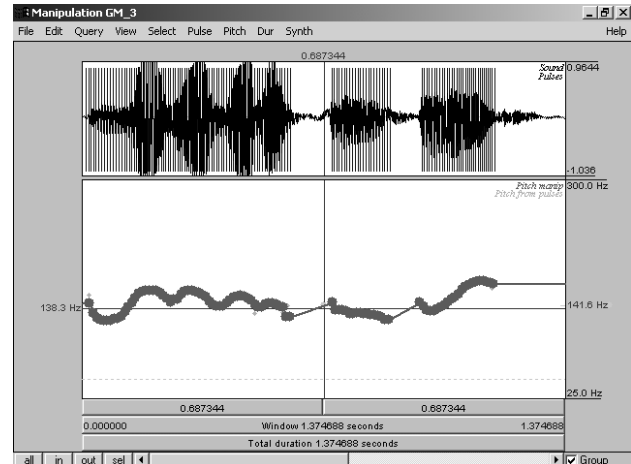 Manipulation GM_3
File Edit Query View Select Pulse Pitch Dur Synth Help
0.687344
Sound 0.9644
Pulses
-1.036
Pitch manip 300.0 Hz
Pitch from pulses
138.3 Hz 141.6 Hz
25.0 Hz
0.687344 0.687344
0.000000 Window 1.374688 seconds 1.374688
Total duration 1.374688 seconds
all in out sel Group